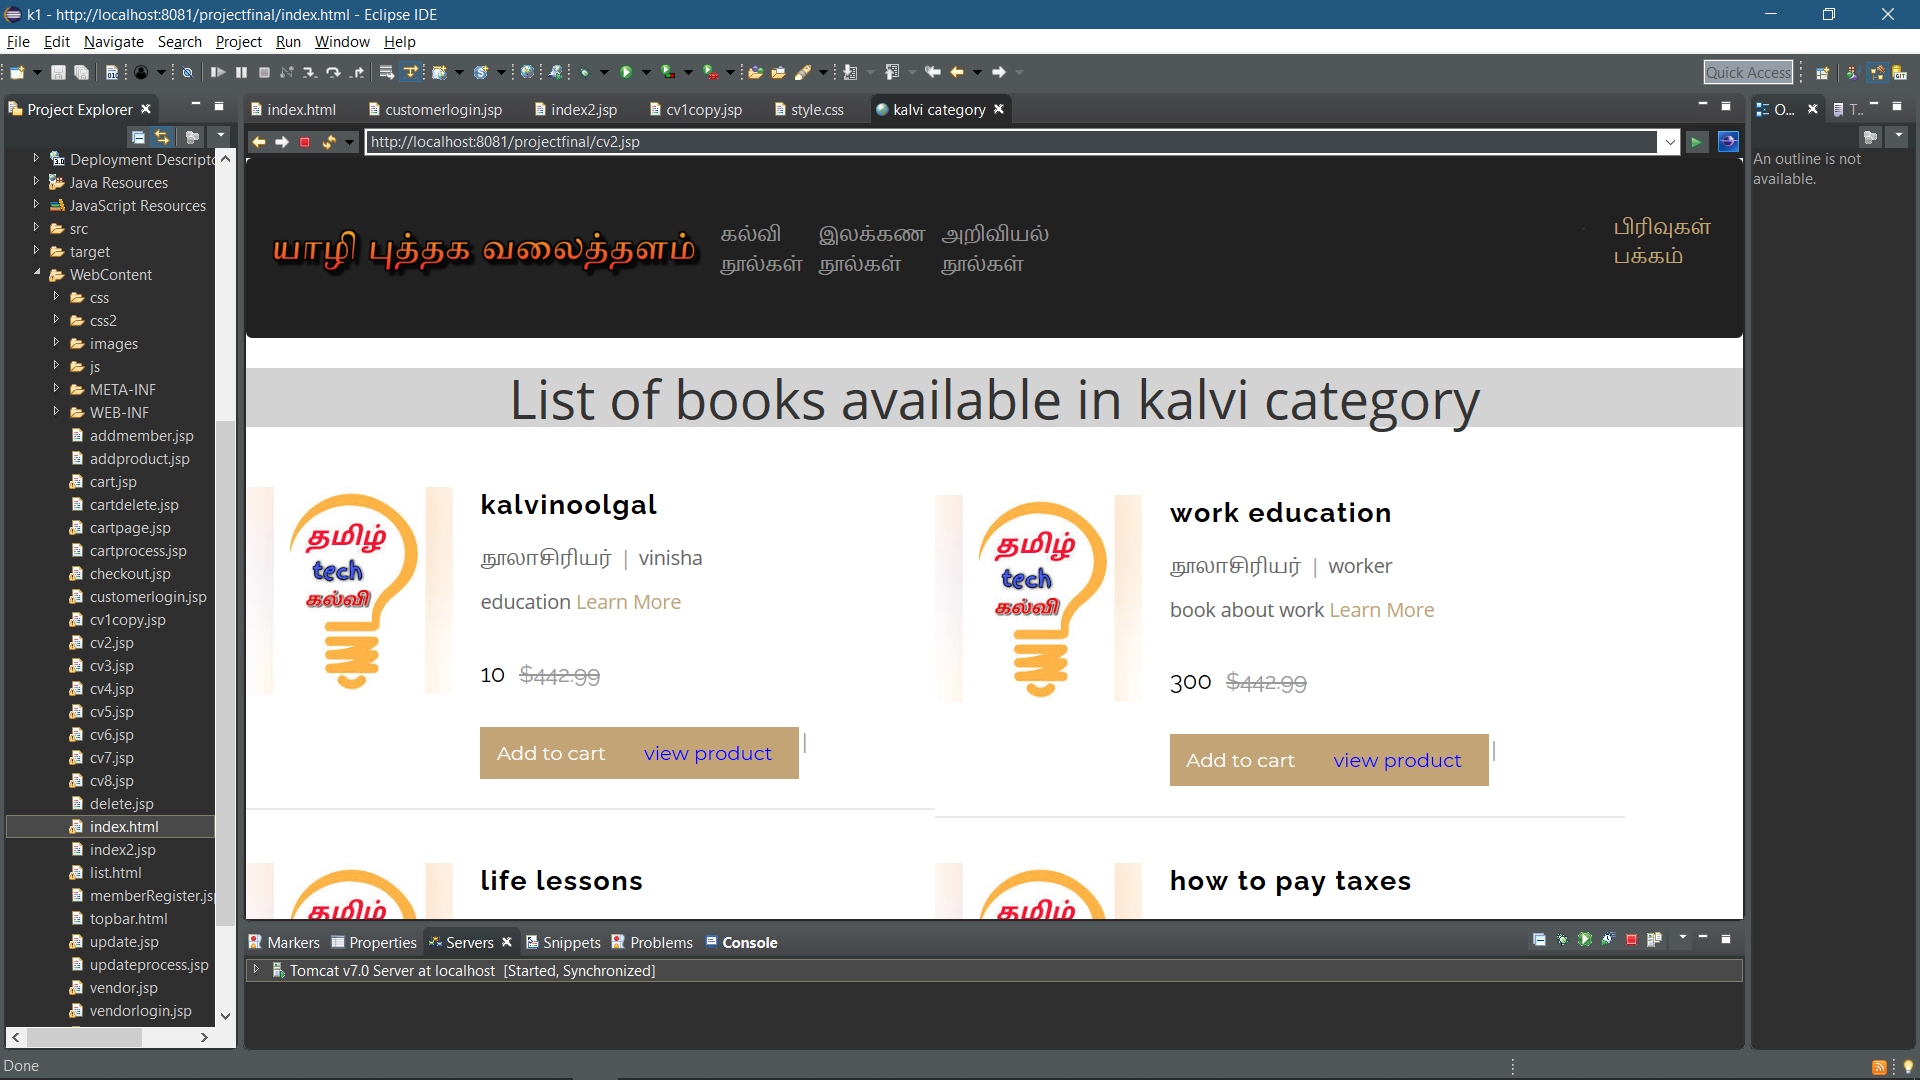 k1 - http://localhost:8081/projectfinal/index.html - Eclipse IDE
File Edit Navigate Search Project Run Window Help
Quick Access
Project Explorer
index.html customerlogin.jsp index2.jsp cv1copy.jsp style.css kalvi category
O... T..
http://localhost:8081/projectfinal/cv2.jsp
An outline is not
available.
Deployment Descripto
Java Resources
JavaScript Resources
src
target
WebContent
css
css2
images
js
META-INF
WEB-INF
addmember.jsp
addproduct.jsp
cart.jsp
cartdelete.jsp
cartpage.jsp
cartprocess.jsp
checkout.jsp
customerlogin.jsp
cv1copy.jsp
cv2.jsp
cv3.jsp
cv4.jsp
cv5.jsp
cv6.jsp
cv7.jsp
cv8.jsp
delete.jsp
index.html
index2.jsp
list.html
memberRegister.jsp
topbar.html
update.jsp
updateprocess.jsp
vendor.jsp
vendorlogin.jsp
யாழி புத்தக வலைத்தளம்
கல்வி
நூல்கள்
இலக்கண
நூல்கள்
அறிவியல்
நூல்கள்
பிரிவுகள்
பக்கம்
List of books available in kalvi category
தமிழ்
tech
கல்வி
kalvinoolgal
நூலாசிரியர் | vinisha
education Learn More
10 $442.99
Add to cart view product
தமிழ்
tech
கல்வி
work education
நூலாசிரியர் | worker
book about work Learn More
300 $442.99
Add to cart view product
தமிழ்
life lessons
தமிழ்
how to pay taxes
Markers Properties Servers Snippets Problems Console
Tomcat v7.0 Server at localhost [Started, Synchronized]
Done